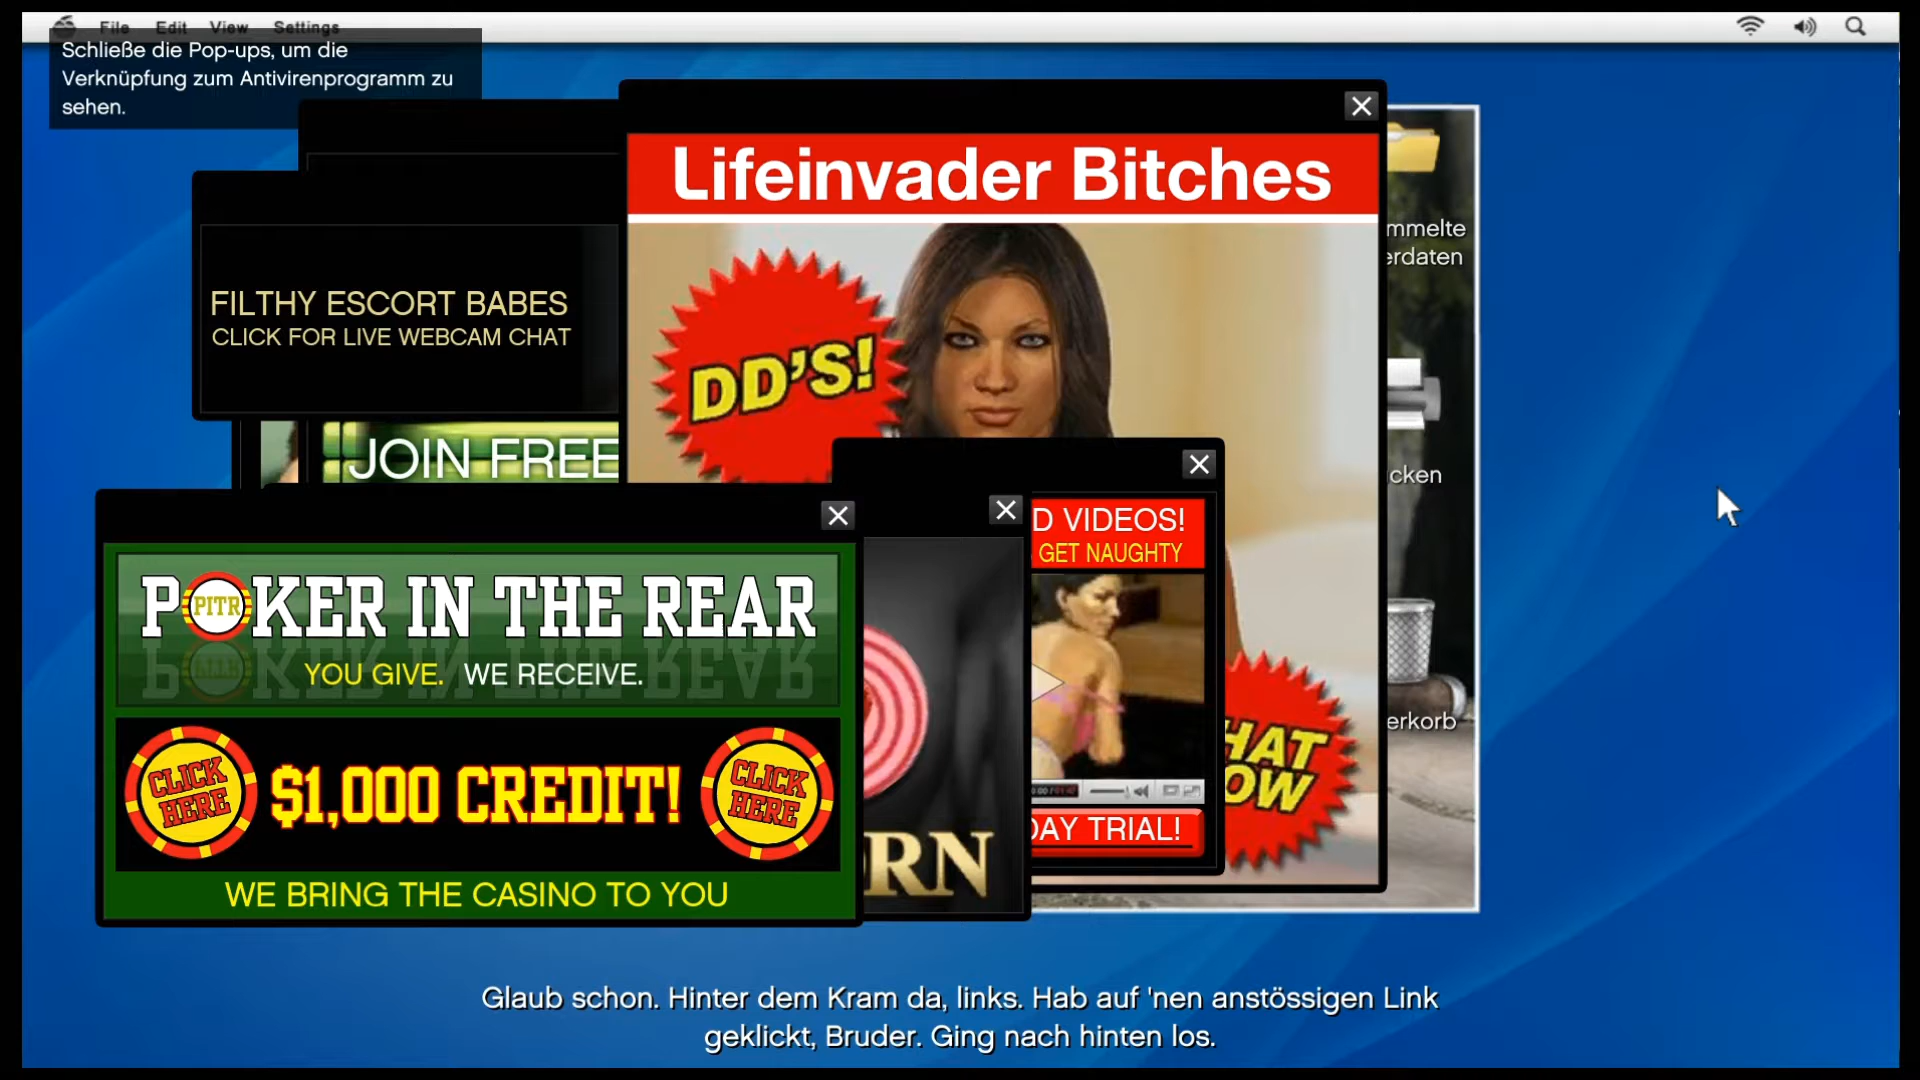 File Edit View Settings
Schließe die Pop-ups, um die
Verknüpfung zum Antivirenprogramm zu
sehen.
Lifeinvader Bitches
mmelte
erdaten
FILTHY ESCORT BABES
CLICK FOR LIVE WEBCAM CHAT
DD'S!
JOIN FREE
cken
D VIDEOS!
GET NAUGHTY
POKER IN THE REAR
PITR
YOU GIVE. WE RECEIVE.
HAT
OW
erkorb
CLICK
HERE
$1,000 CREDIT!
CLICK
HERE
DAY TRIAL!
RN
WE BRING THE CASINO TO YOU
Glaub schon. Hinter dem Kram da, links. Hab auf 'nen anstössigen Link
geklickt, Bruder. Ging nach hinten los.